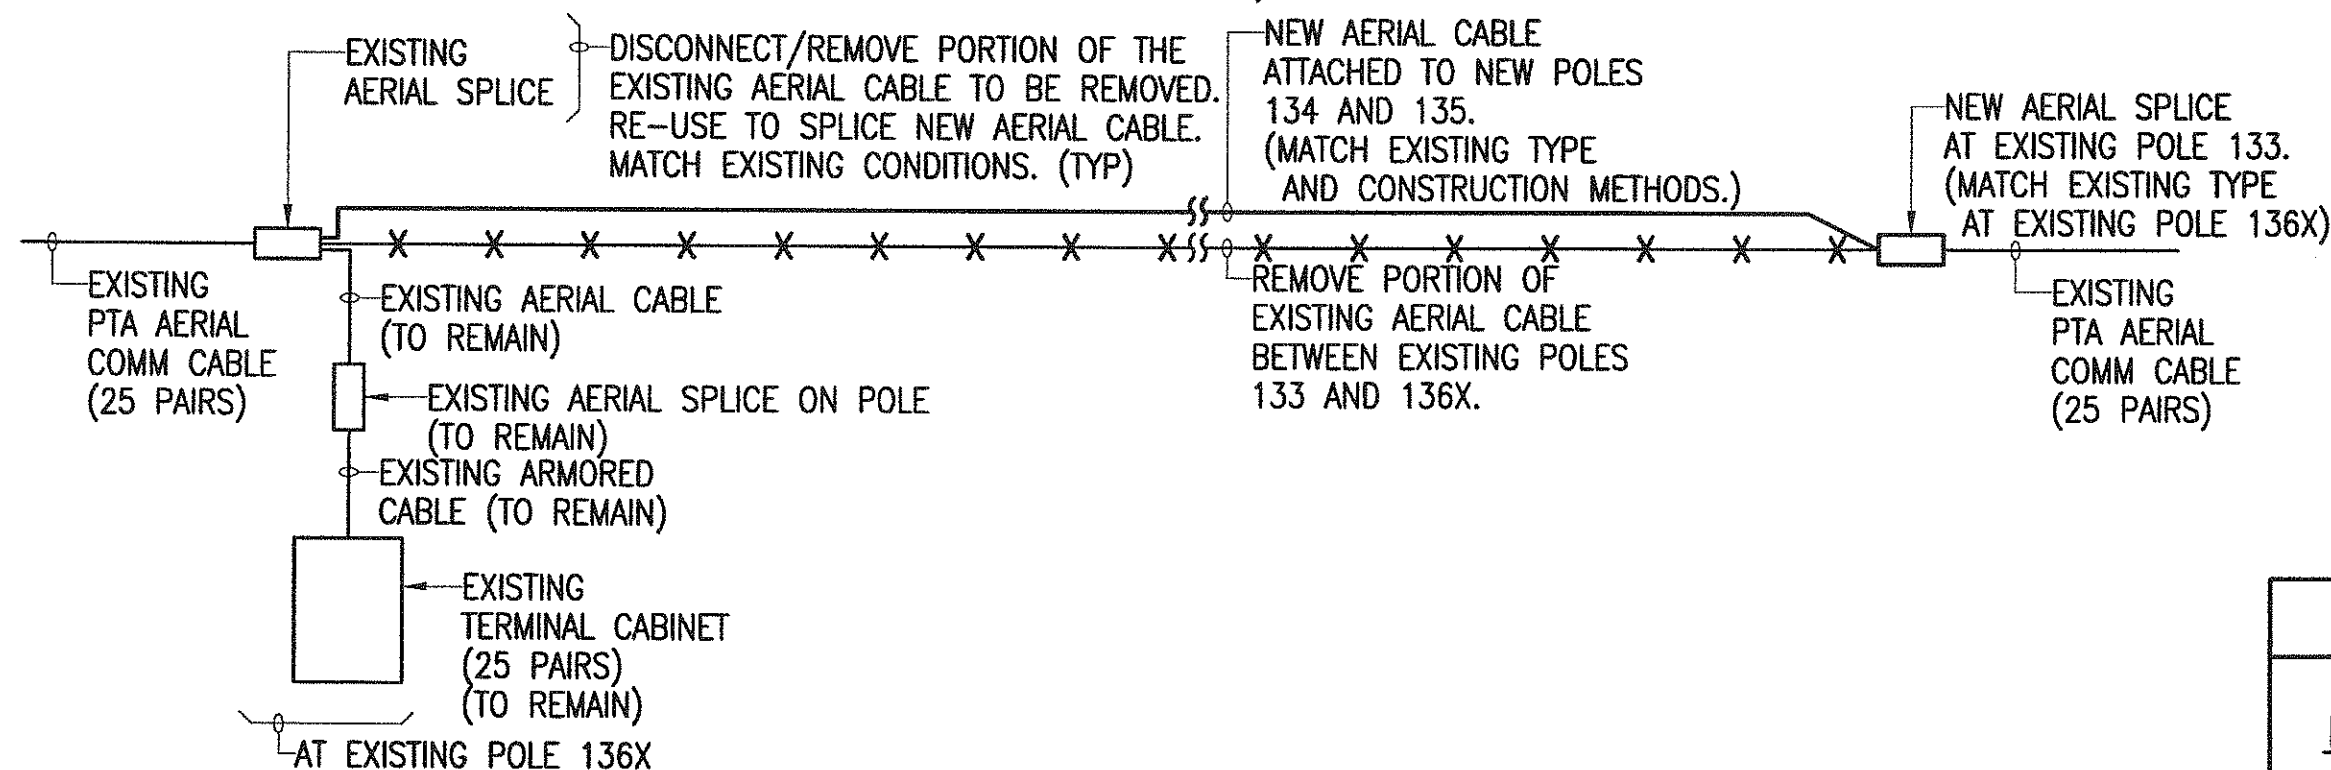 EXISTING
AERIAL SPLICE
DISCONNECT/REMOVE PORTION OF THE
EXISTING AERIAL CABLE TO BE REMOVED.
RE-USE TO SPLICE NEW AERIAL CABLE.
MATCH EXISTING CONDITIONS. (TYP)
NEW AERIAL CABLE
ATTACHED TO NEW POLES
134 AND 135.
(MATCH EXISTING TYPE
AND CONSTRUCTION METHODS.)
NEW AERIAL SPLICE
AT EXISTING POLE 133.
(MATCH EXISTING TYPE
AT EXISTING POLE 136X)
EXISTING
PTA AERIAL
COMM CABLE
(25 PAIRS)
EXISTING AERIAL CABLE
(TO REMAIN)
EXISTING AERIAL SPLICE ON POLE
(TO REMAIN)
EXISTING ARMORED
CABLE (TO REMAIN)
EXISTING
TERMINAL CABINET
(25 PAIRS)
(TO REMAIN)
AT EXISTING POLE 136X
REMOVE PORTION OF
EXISTING AERIAL CABLE
BETWEEN EXISTING POLES
133 AND 136X.
EXISTING
PTA AERIAL
COMM CABLE
(25 PAIRS)